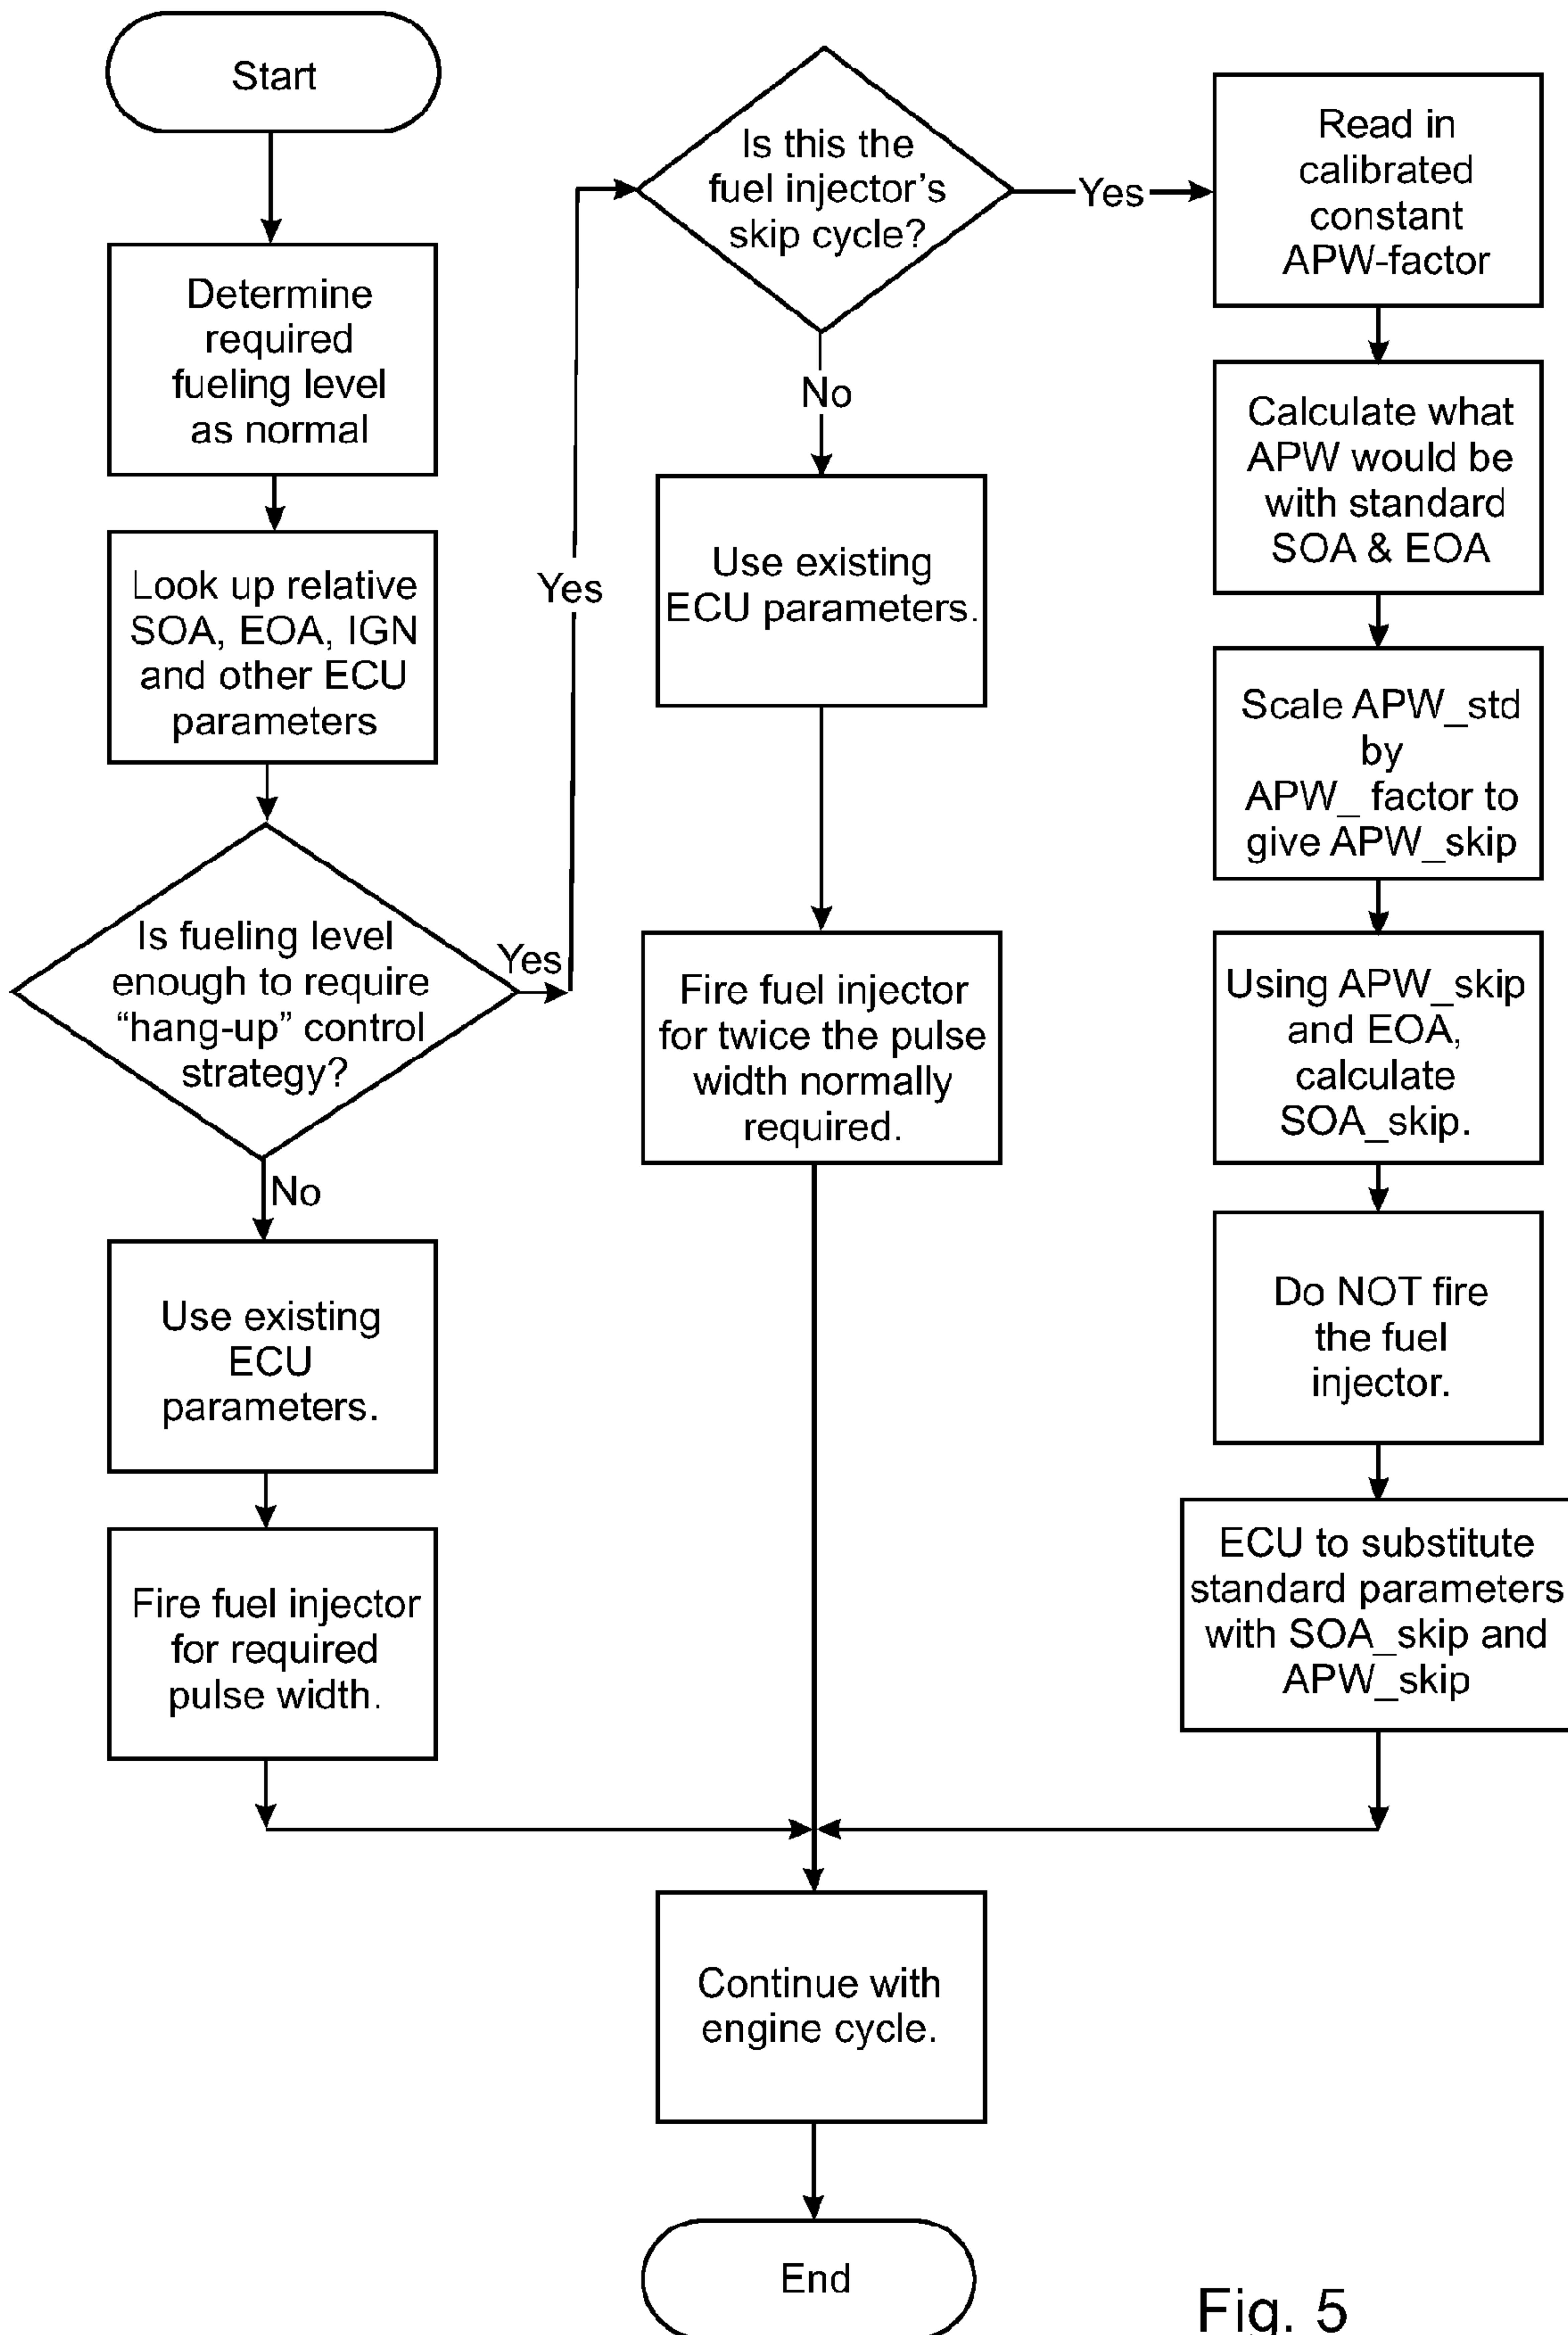 Start
Determine
required
fueling level
as normal
Look up relative
SOA, EOA, IGN
and other ECU
parameters
Is fueling level
enough to require
“hang-up” control
strategy?
Yes
No
Use existing
ECU
parameters.
Fire fuel injector
for required
pulse width.
Yes
Is this the
fuel injector’s
skip cycle?
Yes
No
Use existing
ECU parameters.
Fire fuel injector
for twice the pulse
width normally
required.
Read in
calibrated
constant
APW-factor
Calculate what
APW would be
with standard
SOA & EOA
Scale APW_std
by
APW_ factor to
give APW_skip
Using APW_skip
and EOA,
calculate
SOA_skip.
Do NOT fire
the fuel
injector.
ECU to substitute
standard parameters
with SOA_skip and
APW_skip
Continue with
engine cycle.
End
Fig. 5